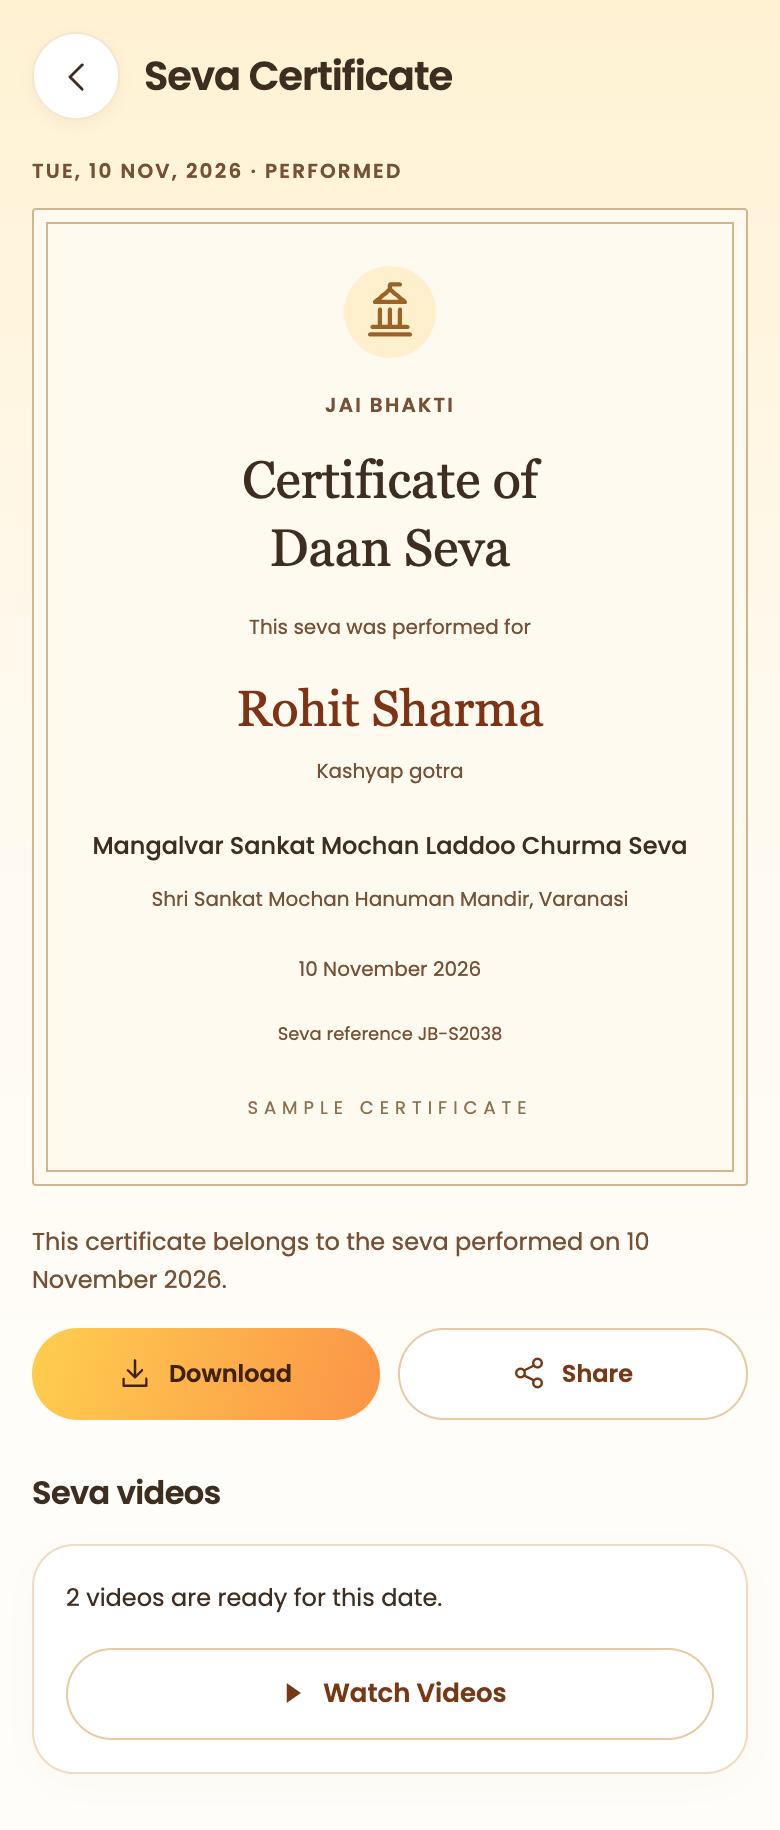 Seva Certificate
TUE, 10 NOV, 2026 · PERFORMED
JAI BHAKTI
Certificate of
Daan Seva
This seva was performed for
Rohit Sharma
Kashyap gotra
Mangalvar Sankat Mochan Laddoo Churma Seva
Shri Sankat Mochan Hanuman Mandir, Varanasi
10 November 2026
Seva reference JB-S2038
SAMPLE CERTIFICATE
This certificate belongs to the seva performed on 10
November 2026.
Download
Share
Seva videos
2 videos are ready for this date.
Watch Videos